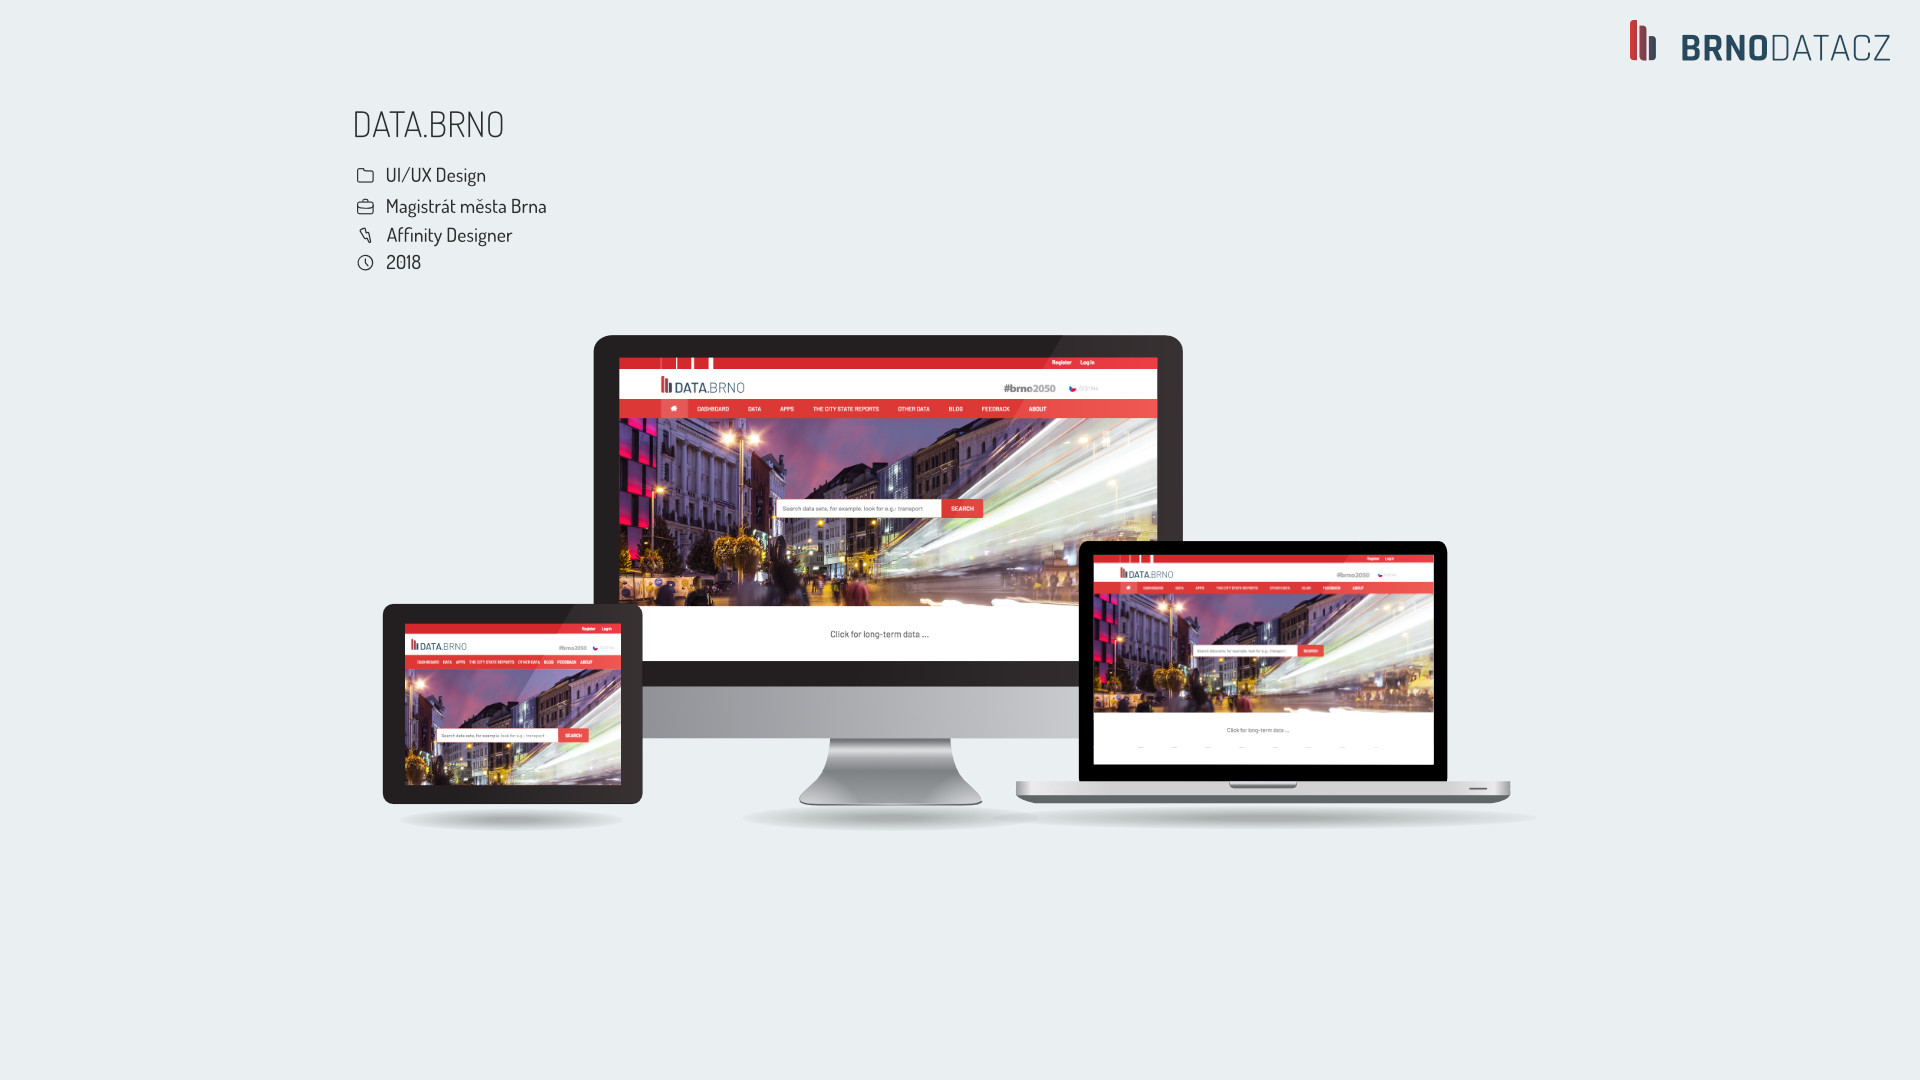 BRNODATACZ
DATA.BRNO
UI/UX Design
Magistrát města Brna
Affinity Designer
2018
Register Log In
DATA.BRNO #brno2050 ČEŠTINA
DASHBOARD DATA APPS THE CITY STATE REPORTS OTHER DATA BLOG FEEDBACK ABOUT
Search data sets, for example, look for e.g.: transport SEARCH
Click for long-term data ...
Register Log In
DATA.BRNO #brno2050
DASHBOARD DATA APPS THE CITY STATE REPORTS OTHER DATA BLOG FEEDBACK ABOUT
Search data sets, for example, look for e.g.: transport SEARCH
Register Log In
DATA.BRNO #brno2050
DASHBOARD DATA APPS THE CITY STATE REPORTS BLOG FEEDBACK ABOUT
Search data sets, for example, look for e.g.: transport SEARCH
Click for long-term data ...